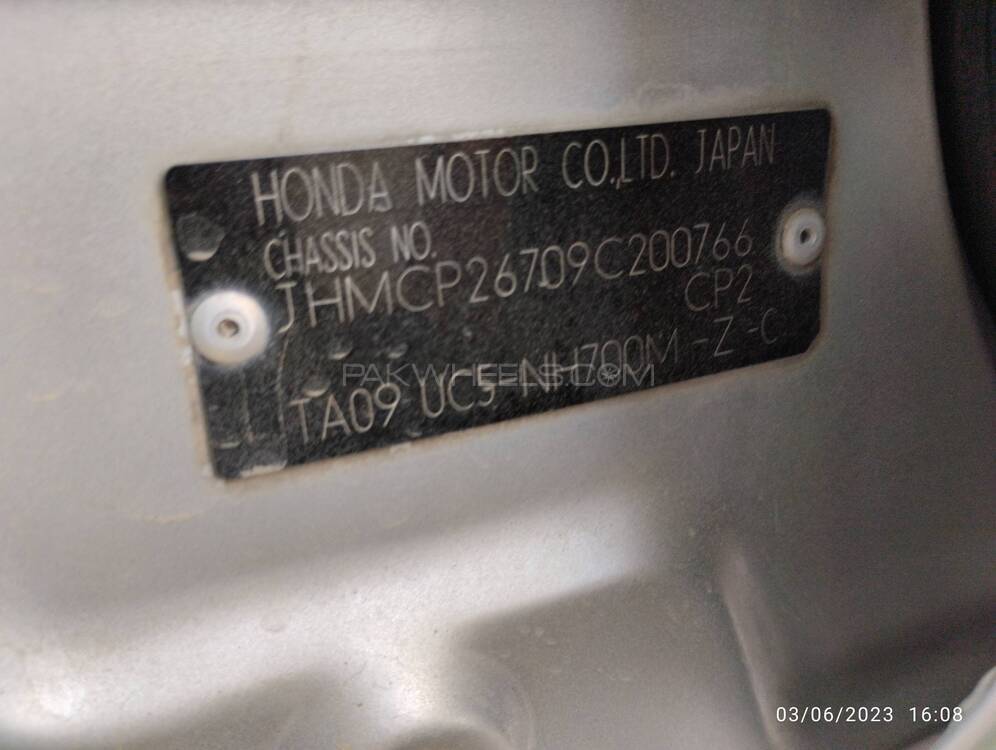 HONDA MOTOR CO.,LTD. JAPAN
CHASSIS NO.
JHMCP26709C200766
CP2
TA09 UC5-NH700M -Z -C
PAKWHEELS.COM
03/06/2023 16:08